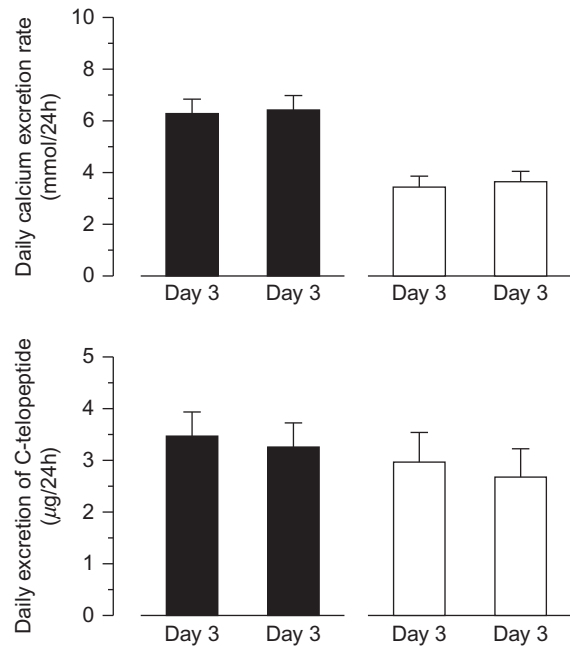 Daily calcium excretion rate
(mmol/24h)
10
8
6
4
2
0
Day 3 Day 3 Day 3 Day 3
Daily excretion of C-telopeptide
(μg/24h)
5
4
3
2
1
0
Day 3 Day 3 Day 3 Day 3